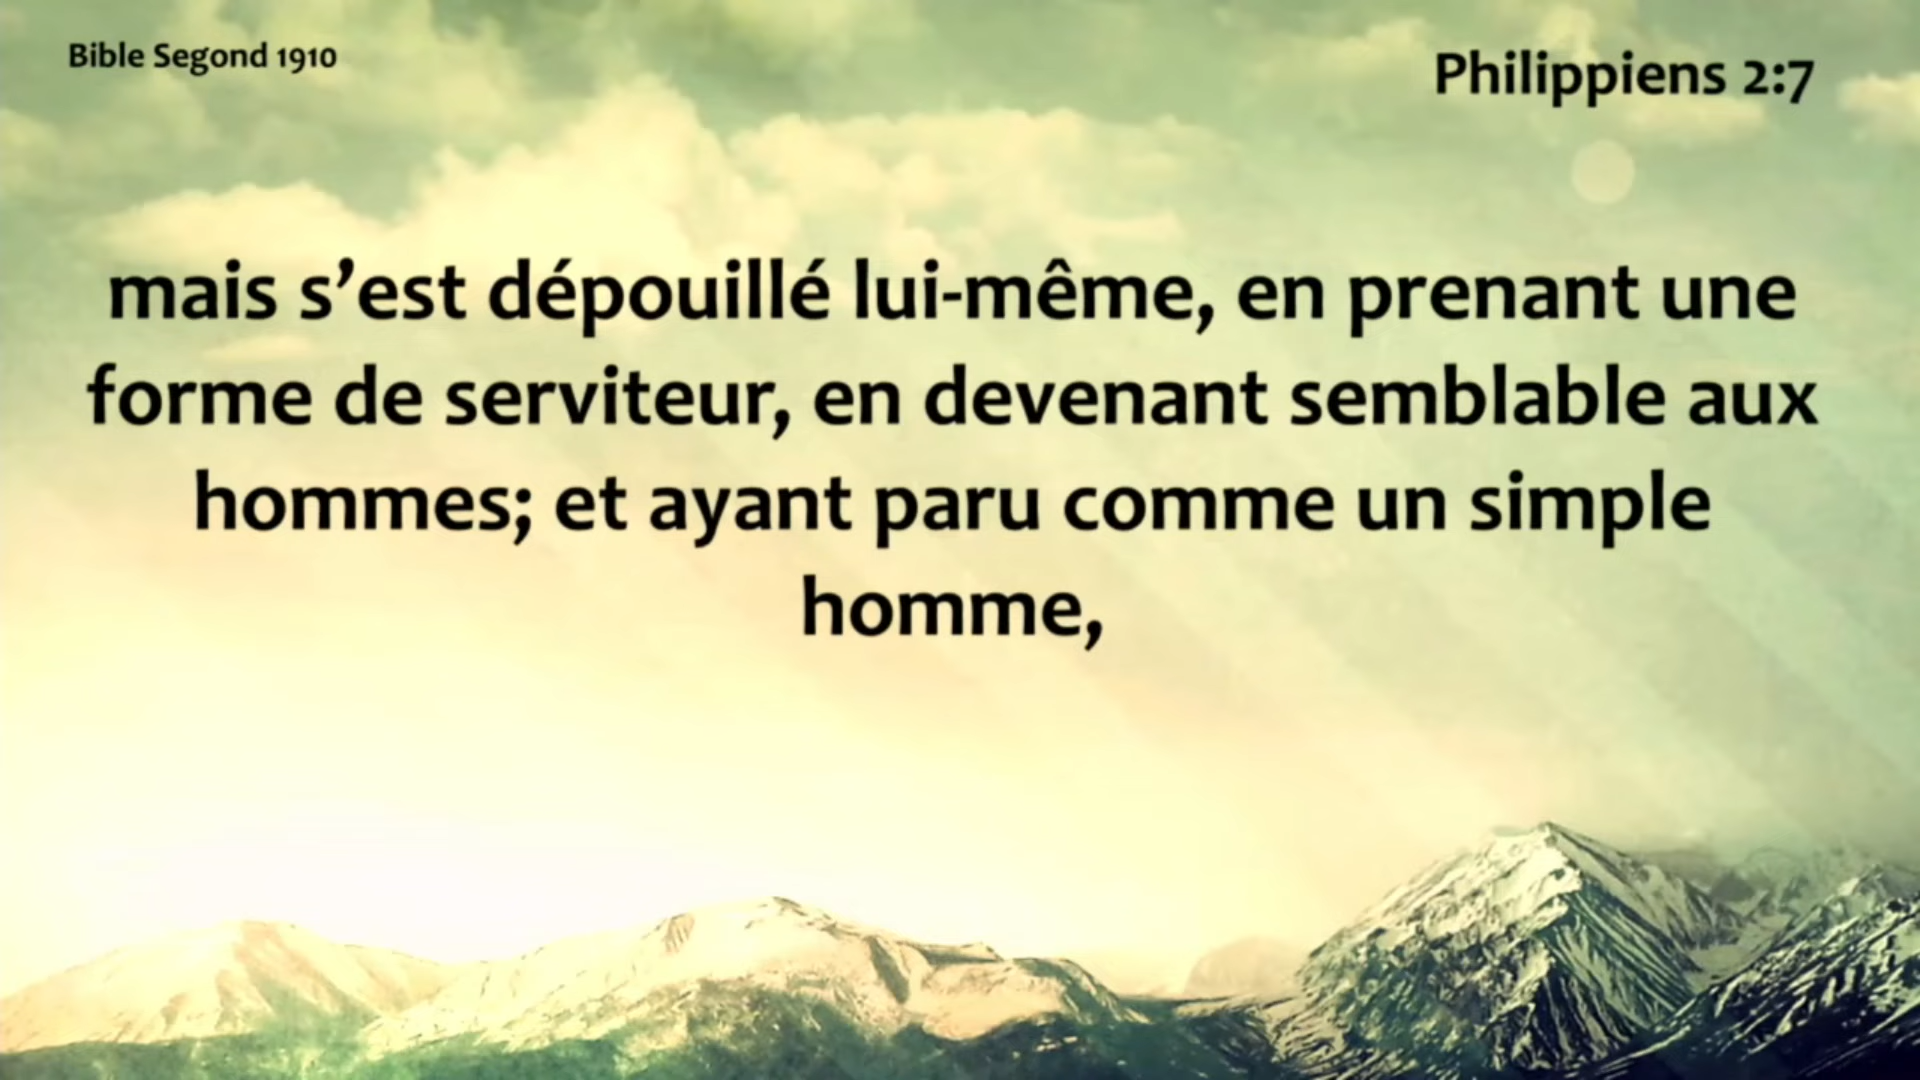 Bible Segond 1910
Philippiens 2:7
mais s’est dépouillé lui-même, en prenant une
forme de serviteur, en devenant semblable aux
hommes; et ayant paru comme un simple
homme,